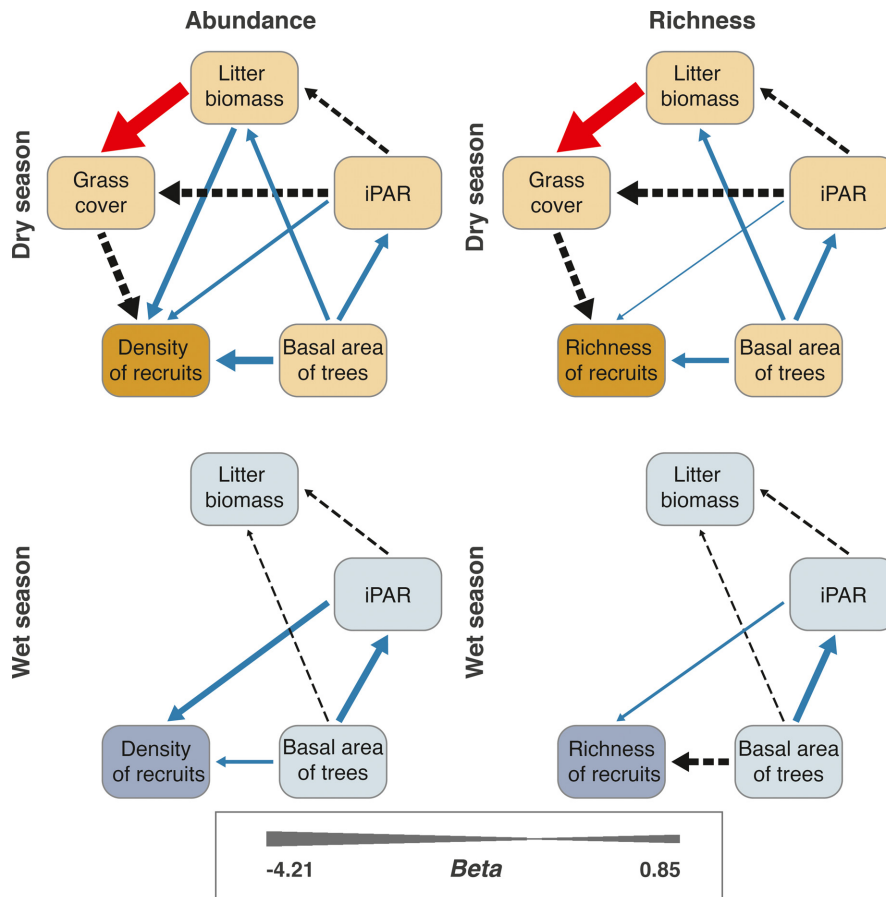 Abundance
Richness
Dry season
Litter
biomass
Grass
cover
iPAR
Density
of recruits
Basal area
of trees
Dry season
Litter
biomass
Grass
cover
iPAR
Richness
of recruits
Basal area
of trees
Wet season
Litter
biomass
iPAR
Density
of recruits
Basal area
of trees
Wet season
Litter
biomass
iPAR
Richness
of recruits
Basal area
of trees
-4.21 Beta 0.85